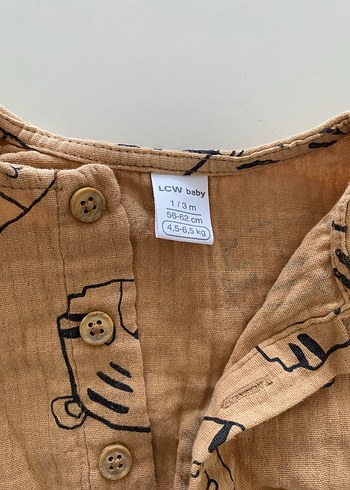 LCW baby
1 / 3 m
56-62 cm
4,5-6,5 kg